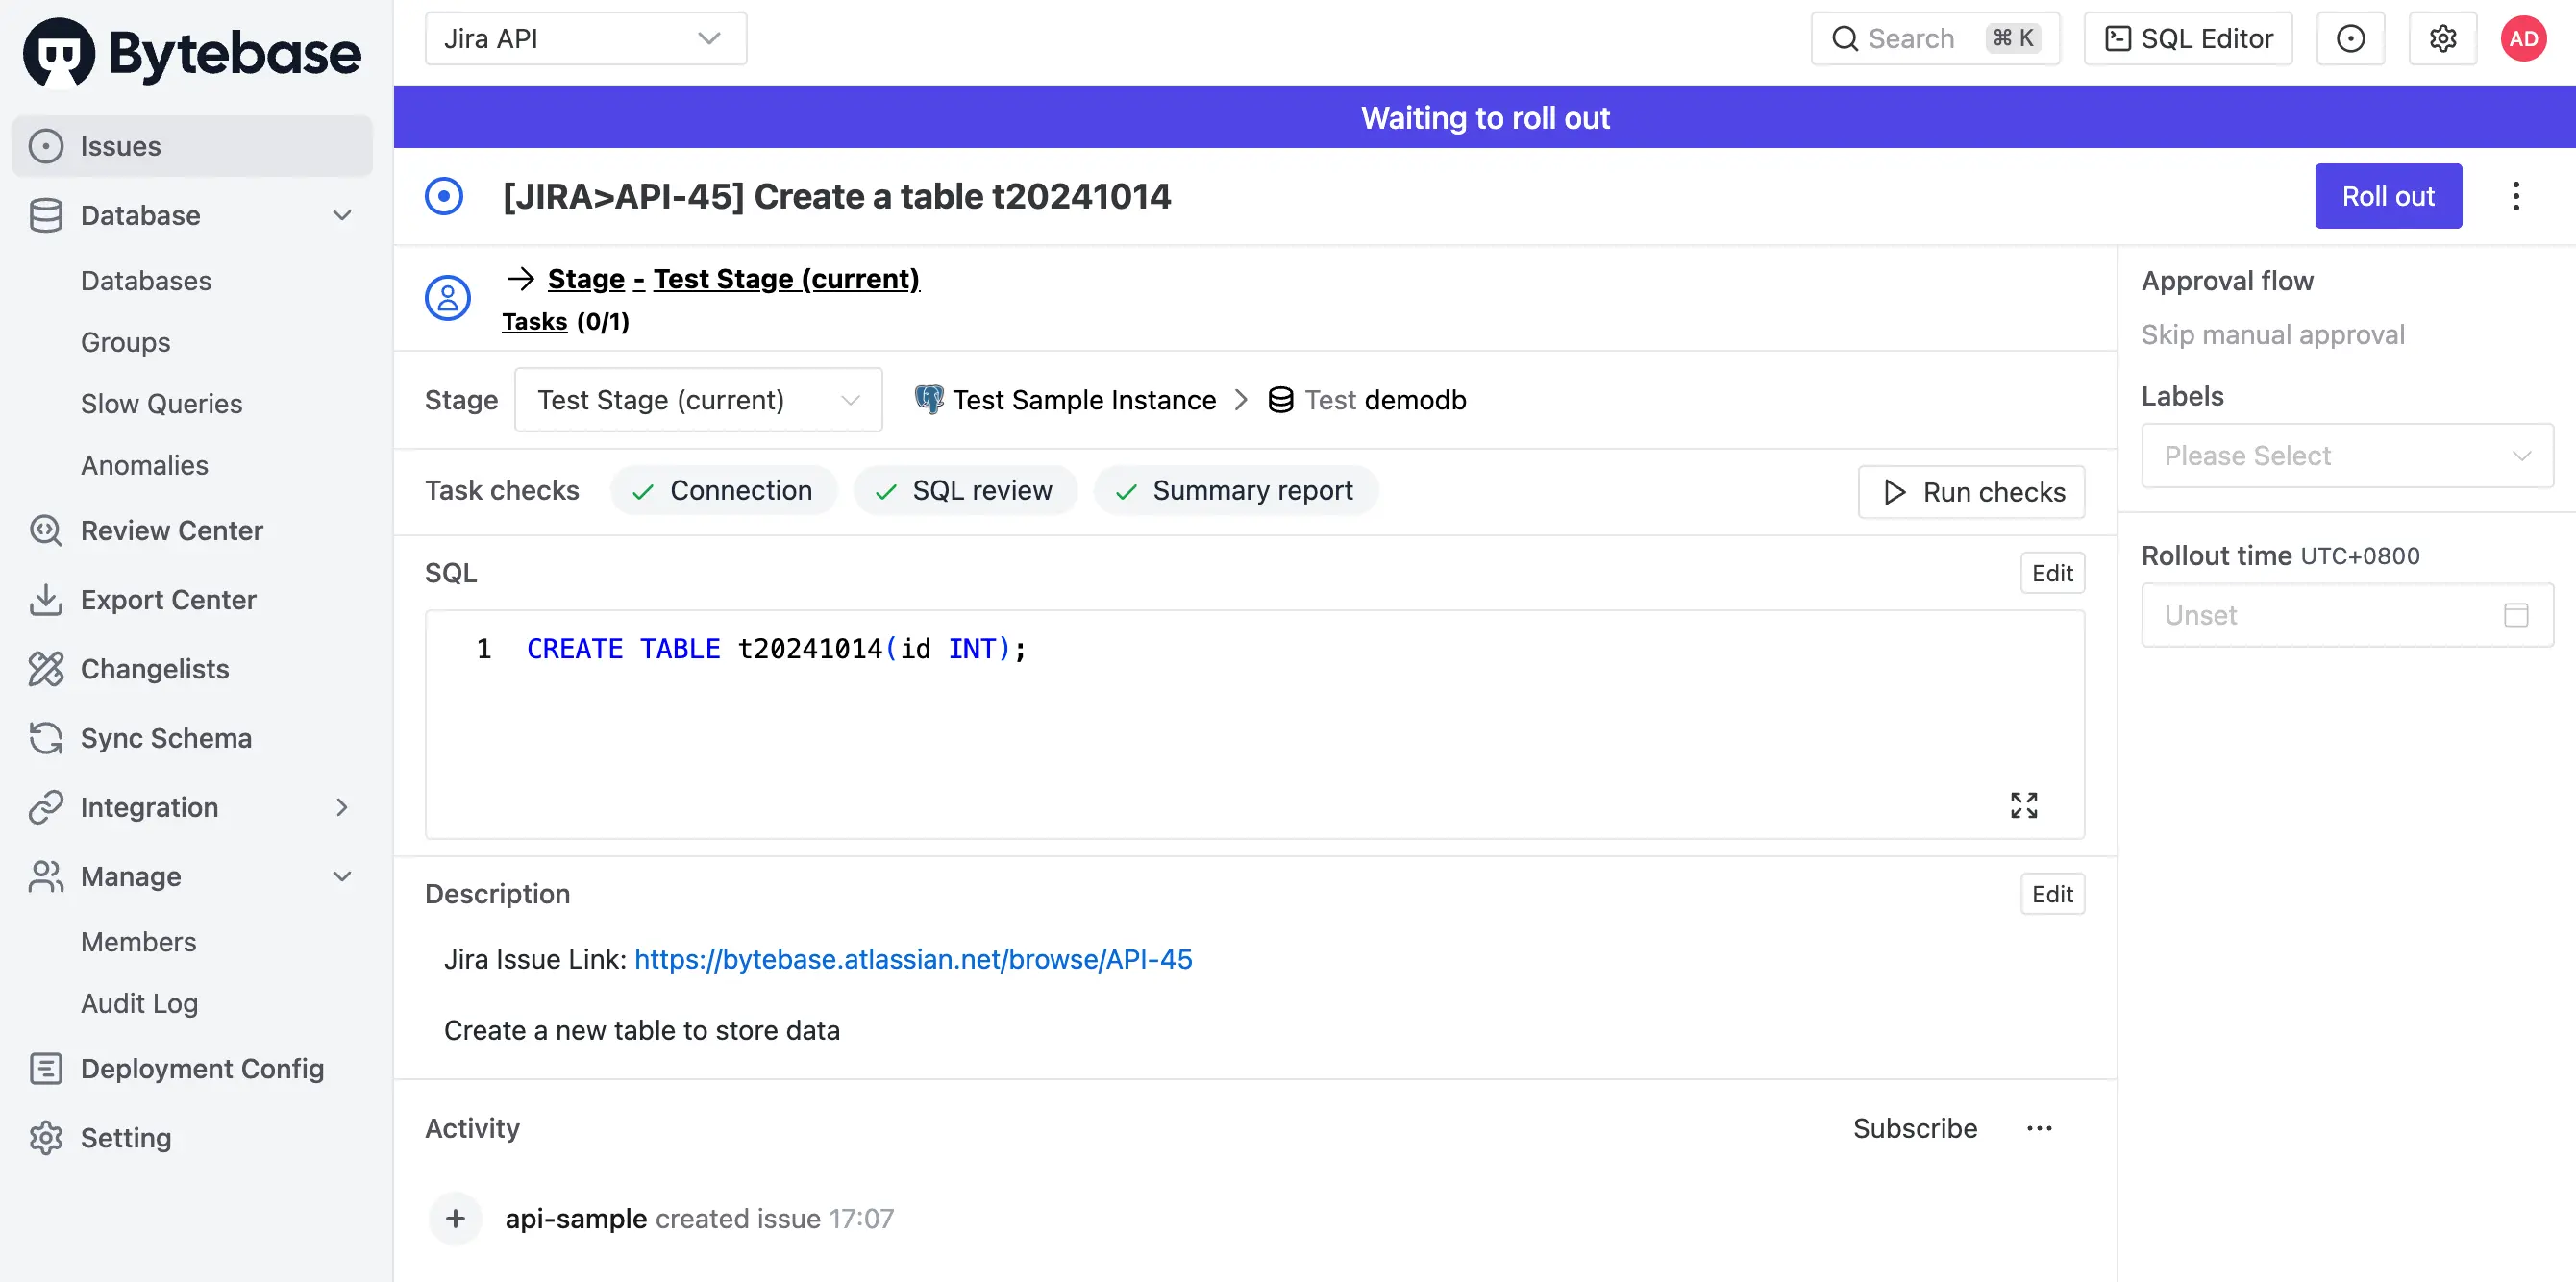 Bytebase
Issues
Database
Databases
Groups
Slow Queries
Anomalies
Review Center
Export Center
Changelists
Sync Schema
Integration
Manage
Members
Audit Log
Deployment Config
Setting
Jira API
Search ⌘ K
SQL Editor
AD
Waiting to roll out
[JIRA>API-45] Create a table t20241014
Roll out
→ Stage - Test Stage (current)
Tasks (0/1)
Stage Test Stage (current) Test Sample Instance > Test demodb
Task checks Connection SQL review Summary report Run checks
SQL Edit
1 CREATE TABLE t20241014(id INT);
Description Edit
Jira Issue Link: https://bytebase.atlassian.net/browse/API-45
Create a new table to store data
Activity Subscribe ...
+ api-sample created issue 17:07
Approval flow
Skip manual approval
Labels
Please Select
Rollout time UTC+0800
Unset